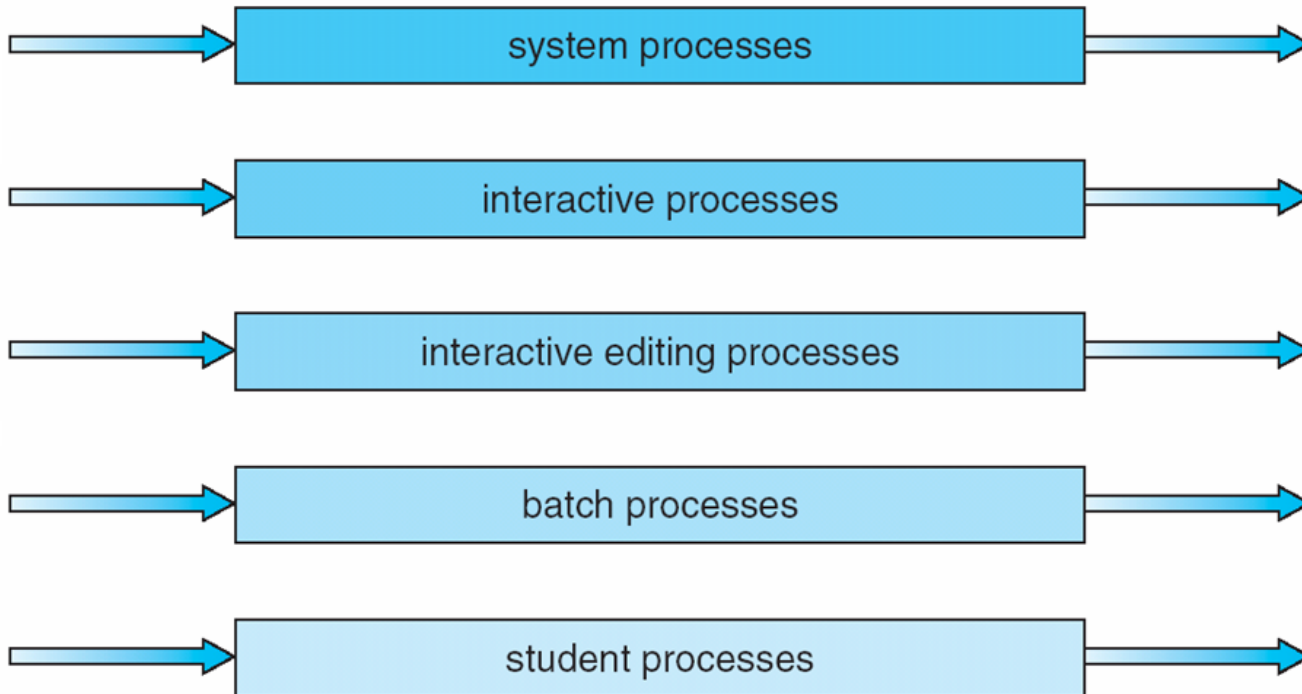 system processes
interactive processes
interactive editing processes
batch processes
student processes